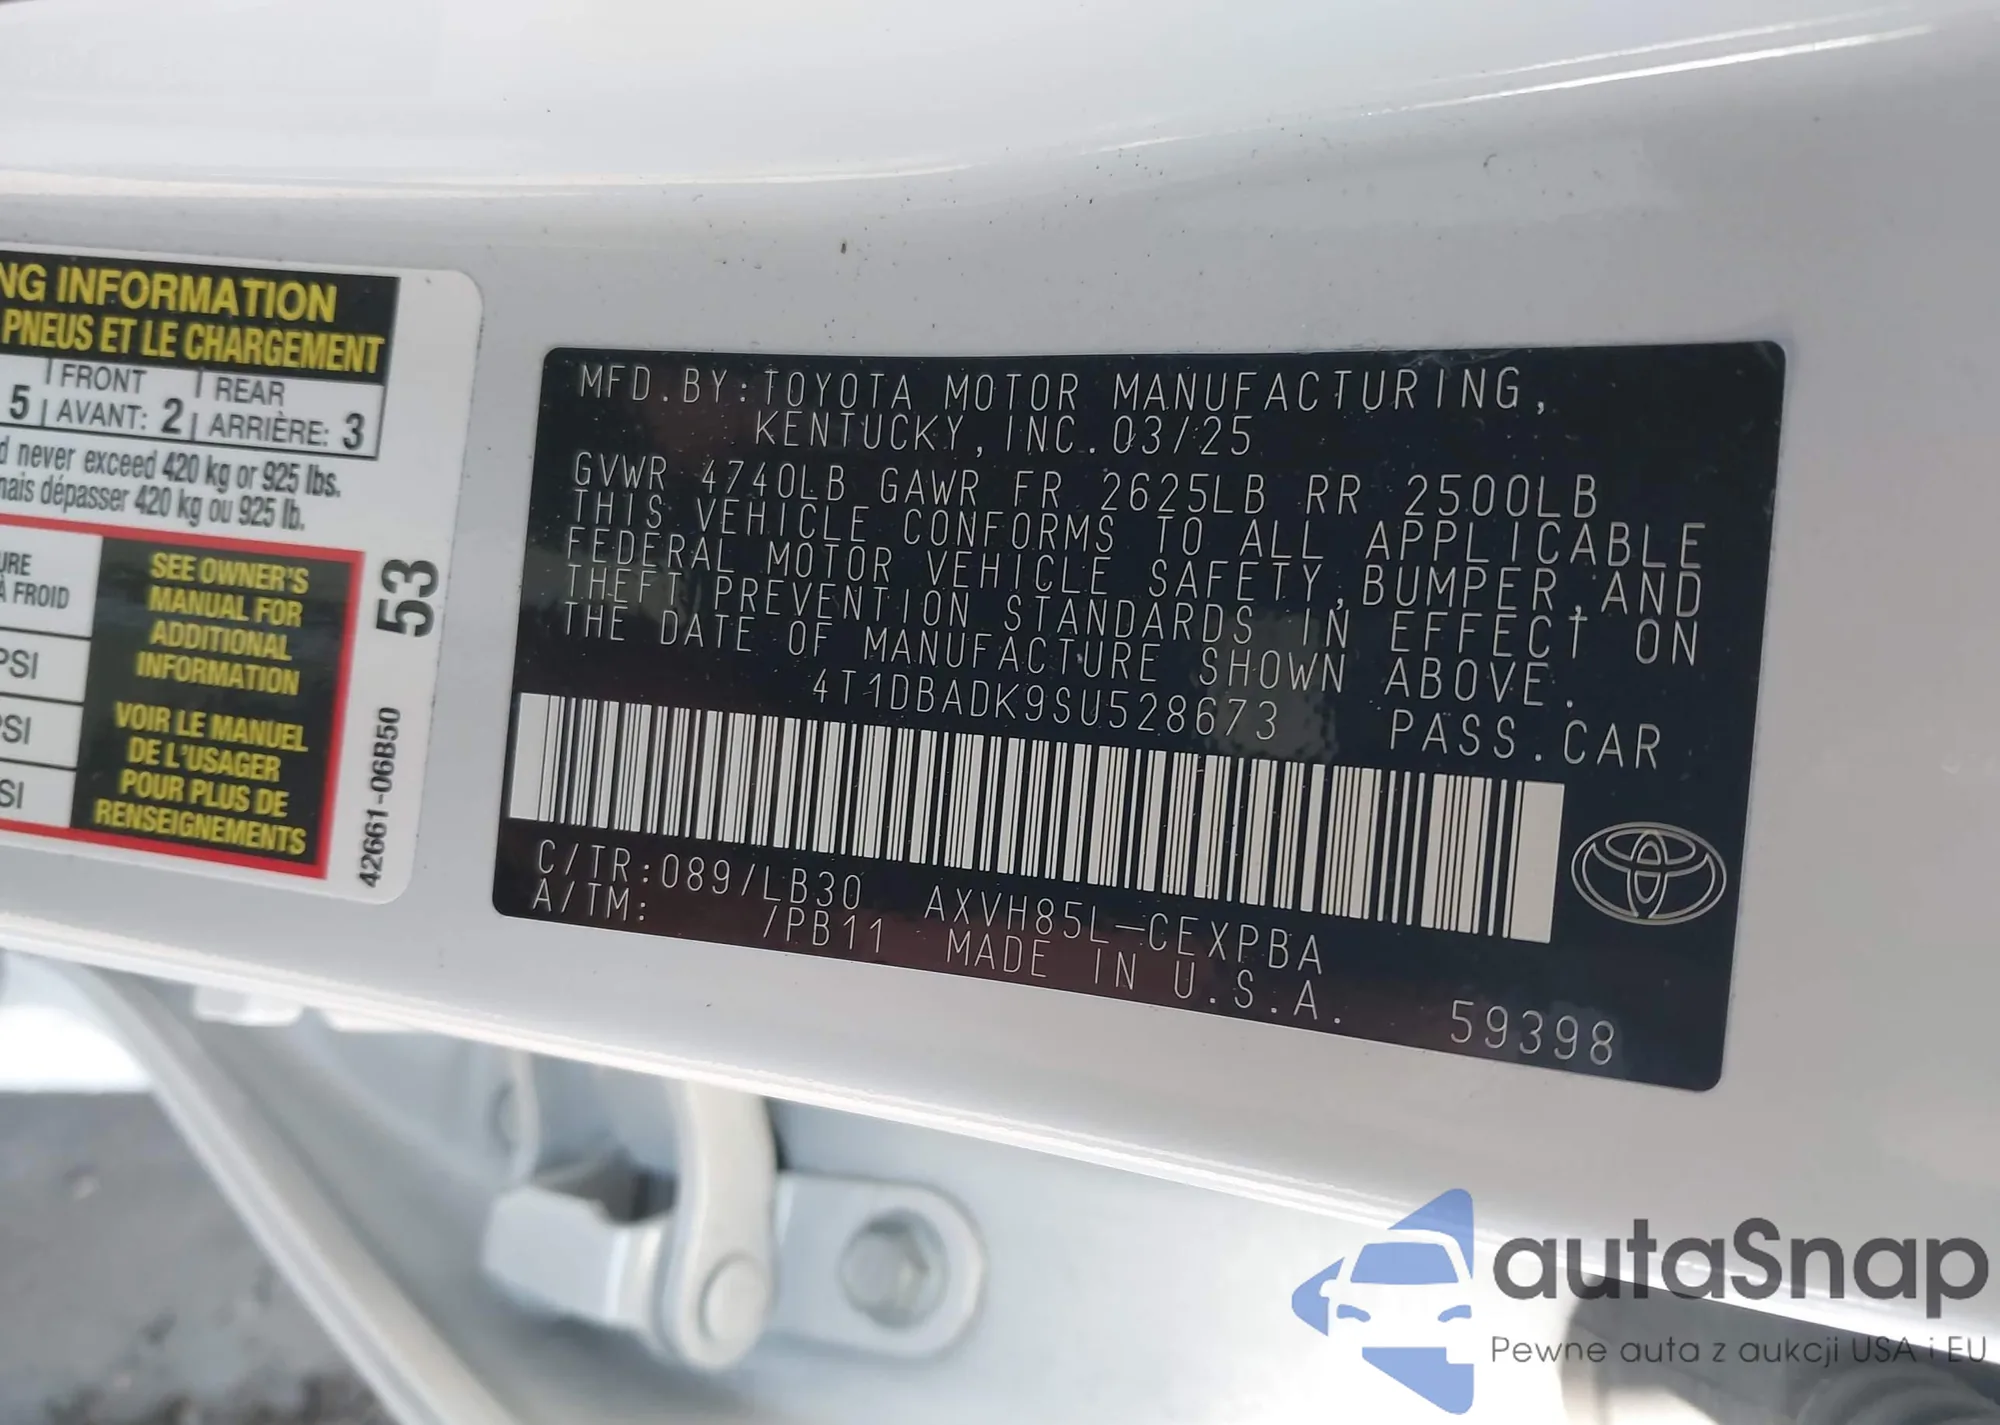 NG INFORMATION
PNEUS ET LE CHARGEMENT
FRONT REAR
5 AVANT: 2 ARRIÈRE: 3
d never exceed 420 kg or 925 lbs.
mais dépasser 420 kg ou 925 lb.
URE
À FROID
PSI
PSI
SI
SEE OWNER'S
MANUAL FOR
ADDITIONAL
INFORMATION
VOIR LE MANUEL
DE L'USAGER
POUR PLUS DE
RENSEIGNEMENTS
53
42661-06B50
MFD.BY:TOYOTA MOTOR MANUFACTURING,
KENTUCKY, INC.03/25
GVWR 4740LB GAWR FR 2625LB RR 2500LB
THIS VEHICLE CONFORMS TO ALL APPLICABLE
FEDERAL MOTOR VEHICLE SAFETY,BUMPER,AND
THEFT PREVENTION STANDARDS IN EFFECT ON
THE DATE OF MANUFACTURE SHOWN ABOVE.
4T1DBADK9SU528673 PASS.CAR
C/TR:089/LB30 AXVH85L-CEXPBA
A/TM: /PB11 MADE IN U.S.A.
59398
autaSnap
Pewne auta z aukcji USA i EU